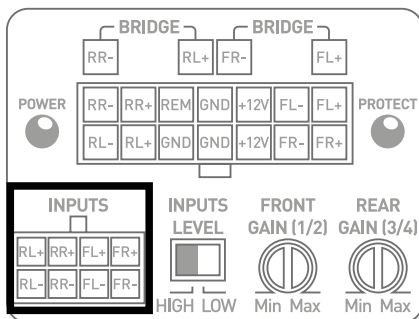 BRIDGE BRIDGE
RR- RL+ FR- FL+
POWER PROTECT
RR- RR+ REM GND +12V FL- FL+
RL- RL+ GND GND +12V FR- FR+
INPUTS
RL+ RR+ FL+ FR+
RL- RR- FL- FR-
INPUTS
LEVEL
HIGH LOW
FRONT
GAIN (1/2)
Min Max
REAR
GAIN (3/4)
Min Max